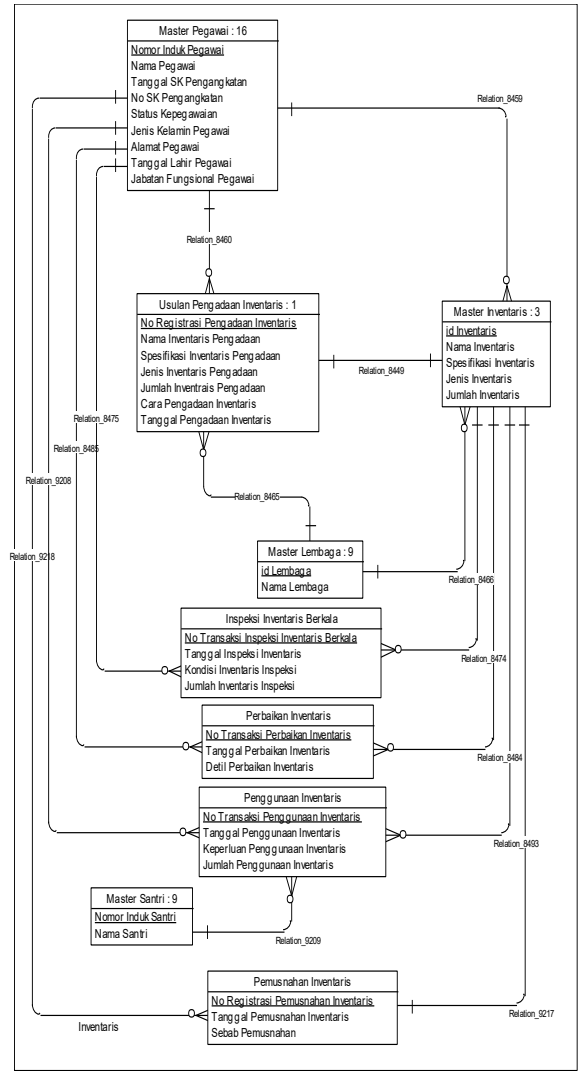 Master Pegawai : 16
Nomor Induk Pegawai
Nama Pegawai
Tanggal SK Pengangkatan
No SK Pengangkatan
Status Kepegawaian
Jenis Kelamin Pegawai
Alamat Pegawai
Tanggal Lahir Pegawai
Jabatan Fungsional Pegawai
Relation_8459
Relation_8460
Usulan Pengadaan Inventaris : 1
No Registrasi Pengadaan Inventaris
Nama Inventaris Pengadaan
Spesifikasi Inventaris Pengadaan
Jenis Inventaris Pengadaan
Jumlah Inventrais Pengadaan
Cara Pengadaan Inventaris
Tanggal Pengadaan Inventaris
Master Inventaris : 3
id Inventaris
Nama Inventaris
Spesifikasi Inventaris
Jenis Inventaris
Jumlah Inventaris
Relation_8449
Relation_8475
Relation_8485
Relation_9208
Relation_9218
Relation_8465
Master Lembaga : 9
id Lembaga
Nama Lembaga
Relation_8466
Inspeksi Inventaris Berkala
No Transaksi Inspeksi Inventaris Berkala
Tanggal Inspeksi Inventaris
Kondisi Inventaris Inspeksi
Jumlah Inventaris Inspeksi
Relation_8474
Perbaikan Inventaris
No Transaksi Perbaikan Inventaris
Tanggal Perbaikan Inventaris
Detil Perbaikan Inventaris
Relation_8484
Penggunaan Inventaris
No Transaksi Penggunaan Inventaris
Tanggal Penggunaan Inventaris
Keperluan Penggunaan Inventaris
Jumlah Penggunaan Inventaris
Relation_8493
Master Santri : 9
Nomor Induk Santri
Nama Santri
Relation_9209
Pemusnahan Inventaris
No Registrasi Pemusnahan Inventaris
Tanggal Pemusnahan Inventaris
Sebab Pemusnahan
Relation_9217
Inventaris